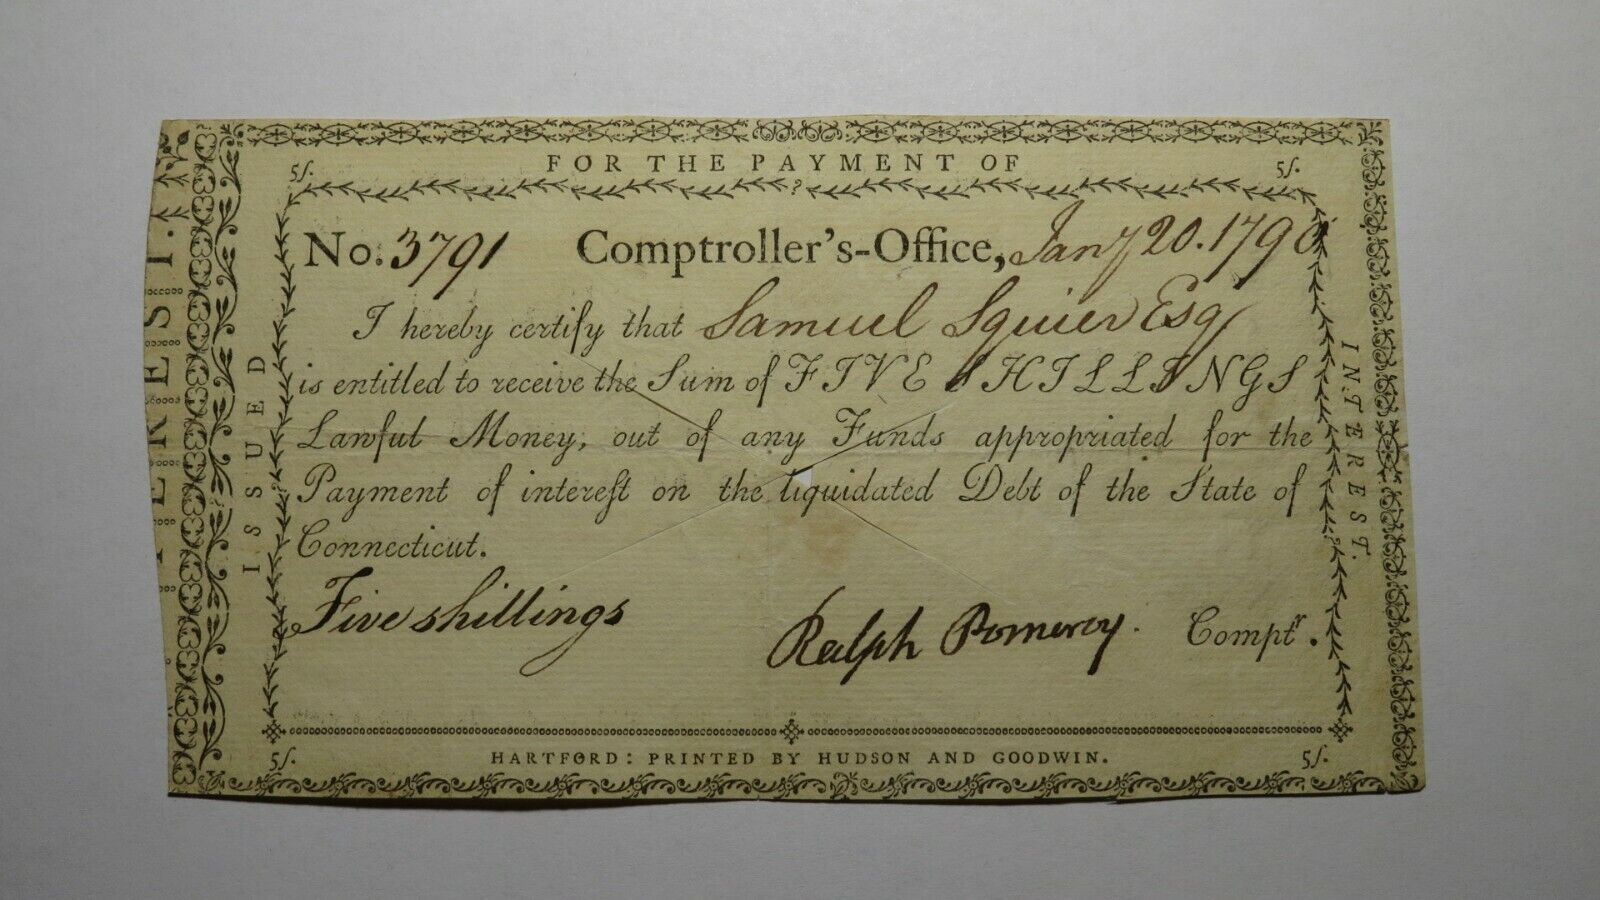 FOR THE PAYMENT OF
5ſ.
5ſ.
No. 3791 Comptroller's-Office, Jany 20. 1790
I hereby certify that Samuel Squier Esq
is entitled to receive the Sum of FIVE SHILLINGS
Lawful Money, out of any Funds appropriated for the
Payment of intereſt on the liquidated Debt of the State of
Connecticut.
Five shillings
Ralph Pomeroy. Comptr.
5ſ.
HARTFORD: PRINTED BY HUDSON AND GOODWIN.
5ſ.
ISSUED
INTEREST.
TEREST.